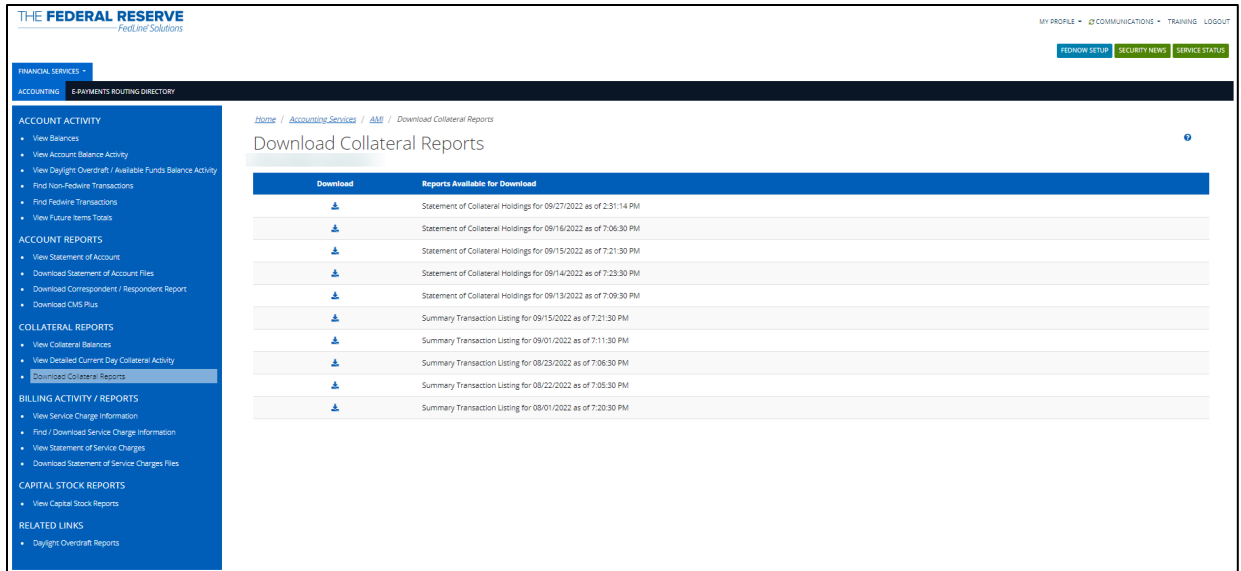 THE FEDERAL RESERVE
FedLine Solutions
MY PROFILE COMMUNICATIONS TRAINING LOGOUT
FEDNOW SETUP SECURITY NEWS SERVICE STATUS
FINANCIAL SERVICES
ACCOUNTING E-PAYMENTS ROUTING DIRECTORY
ACCOUNT ACTIVITY
• View Balances
• View Account Balance Activity
• View Daylight Overdraft / Available Funds Balance Activity
• Find Non-Fedwire Transactions
• Find Fedwire Transactions
• View Future Items Totals
ACCOUNT REPORTS
• View Statement of Account
• Download Statement of Account Files
• Download Correspondent / Respondent Report
• Download CMS Plus
COLLATERAL REPORTS
• View Collateral Balances
• View Detailed Current Day Collateral Activity
• Download Collateral Reports
BILLING ACTIVITY / REPORTS
• View Service Charge Information
• Find / Download Service Charge Information
• View Statement of Service Charges
• Download Statement of Service Charges Files
CAPITAL STOCK REPORTS
• View Capital Stock Reports
RELATED LINKS
• Daylight Overdraft Reports
Home / Accounting Services / AMI / Download Collateral Reports
Download Collateral Reports
?
Download Reports Available for Download
Statement of Collateral Holdings for 09/27/2022 as of 2:31:14 PM
Statement of Collateral Holdings for 09/16/2022 as of 7:06:30 PM
Statement of Collateral Holdings for 09/15/2022 as of 7:21:30 PM
Statement of Collateral Holdings for 09/14/2022 as of 7:23:30 PM
Statement of Collateral Holdings for 09/13/2022 as of 7:09:30 PM
Summary Transaction Listing for 09/15/2022 as of 7:21:30 PM
Summary Transaction Listing for 09/01/2022 as of 7:11:30 PM
Summary Transaction Listing for 08/23/2022 as of 7:06:30 PM
Summary Transaction Listing for 08/22/2022 as of 7:05:30 PM
Summary Transaction Listing for 08/01/2022 as of 7:20:30 PM